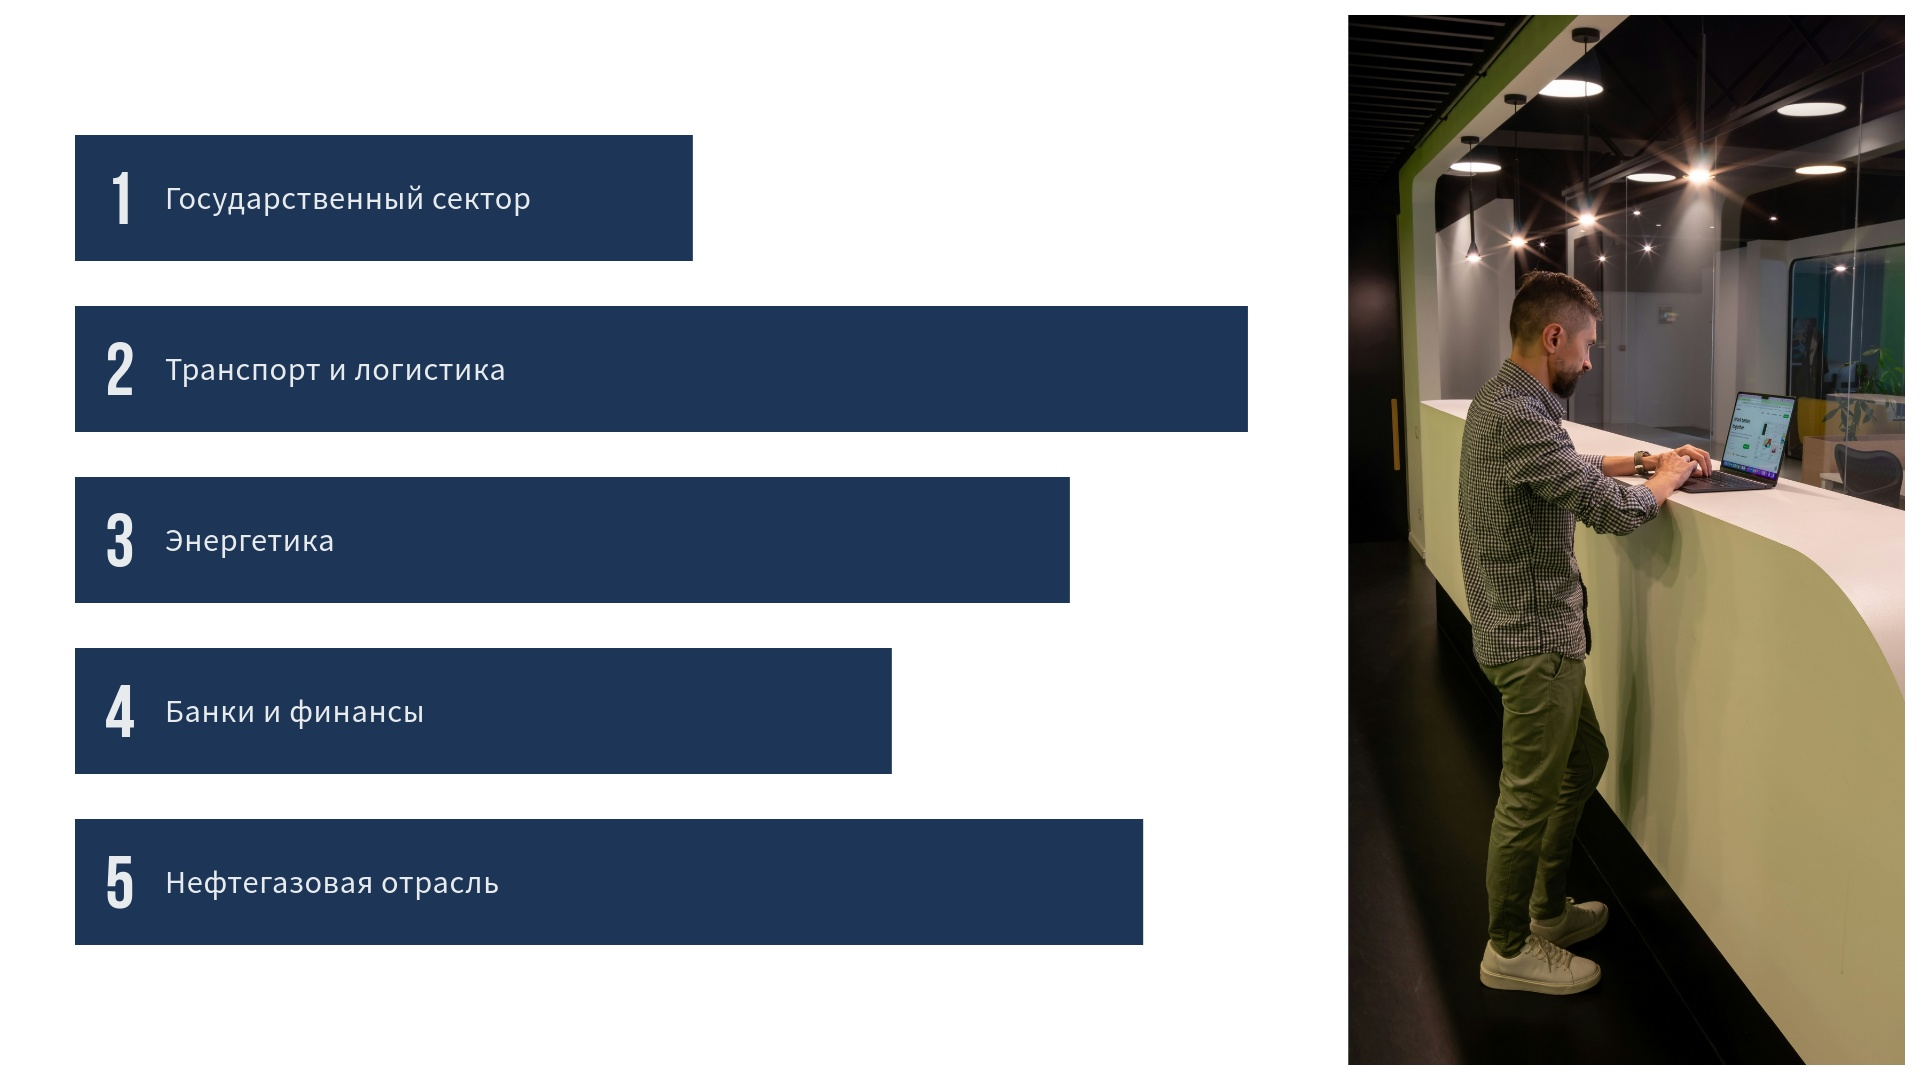 1 Государственный сектор
2 Транспорт и логистика
3 Энергетика
4 Банки и финансы
5 Нефтегазовая отрасль